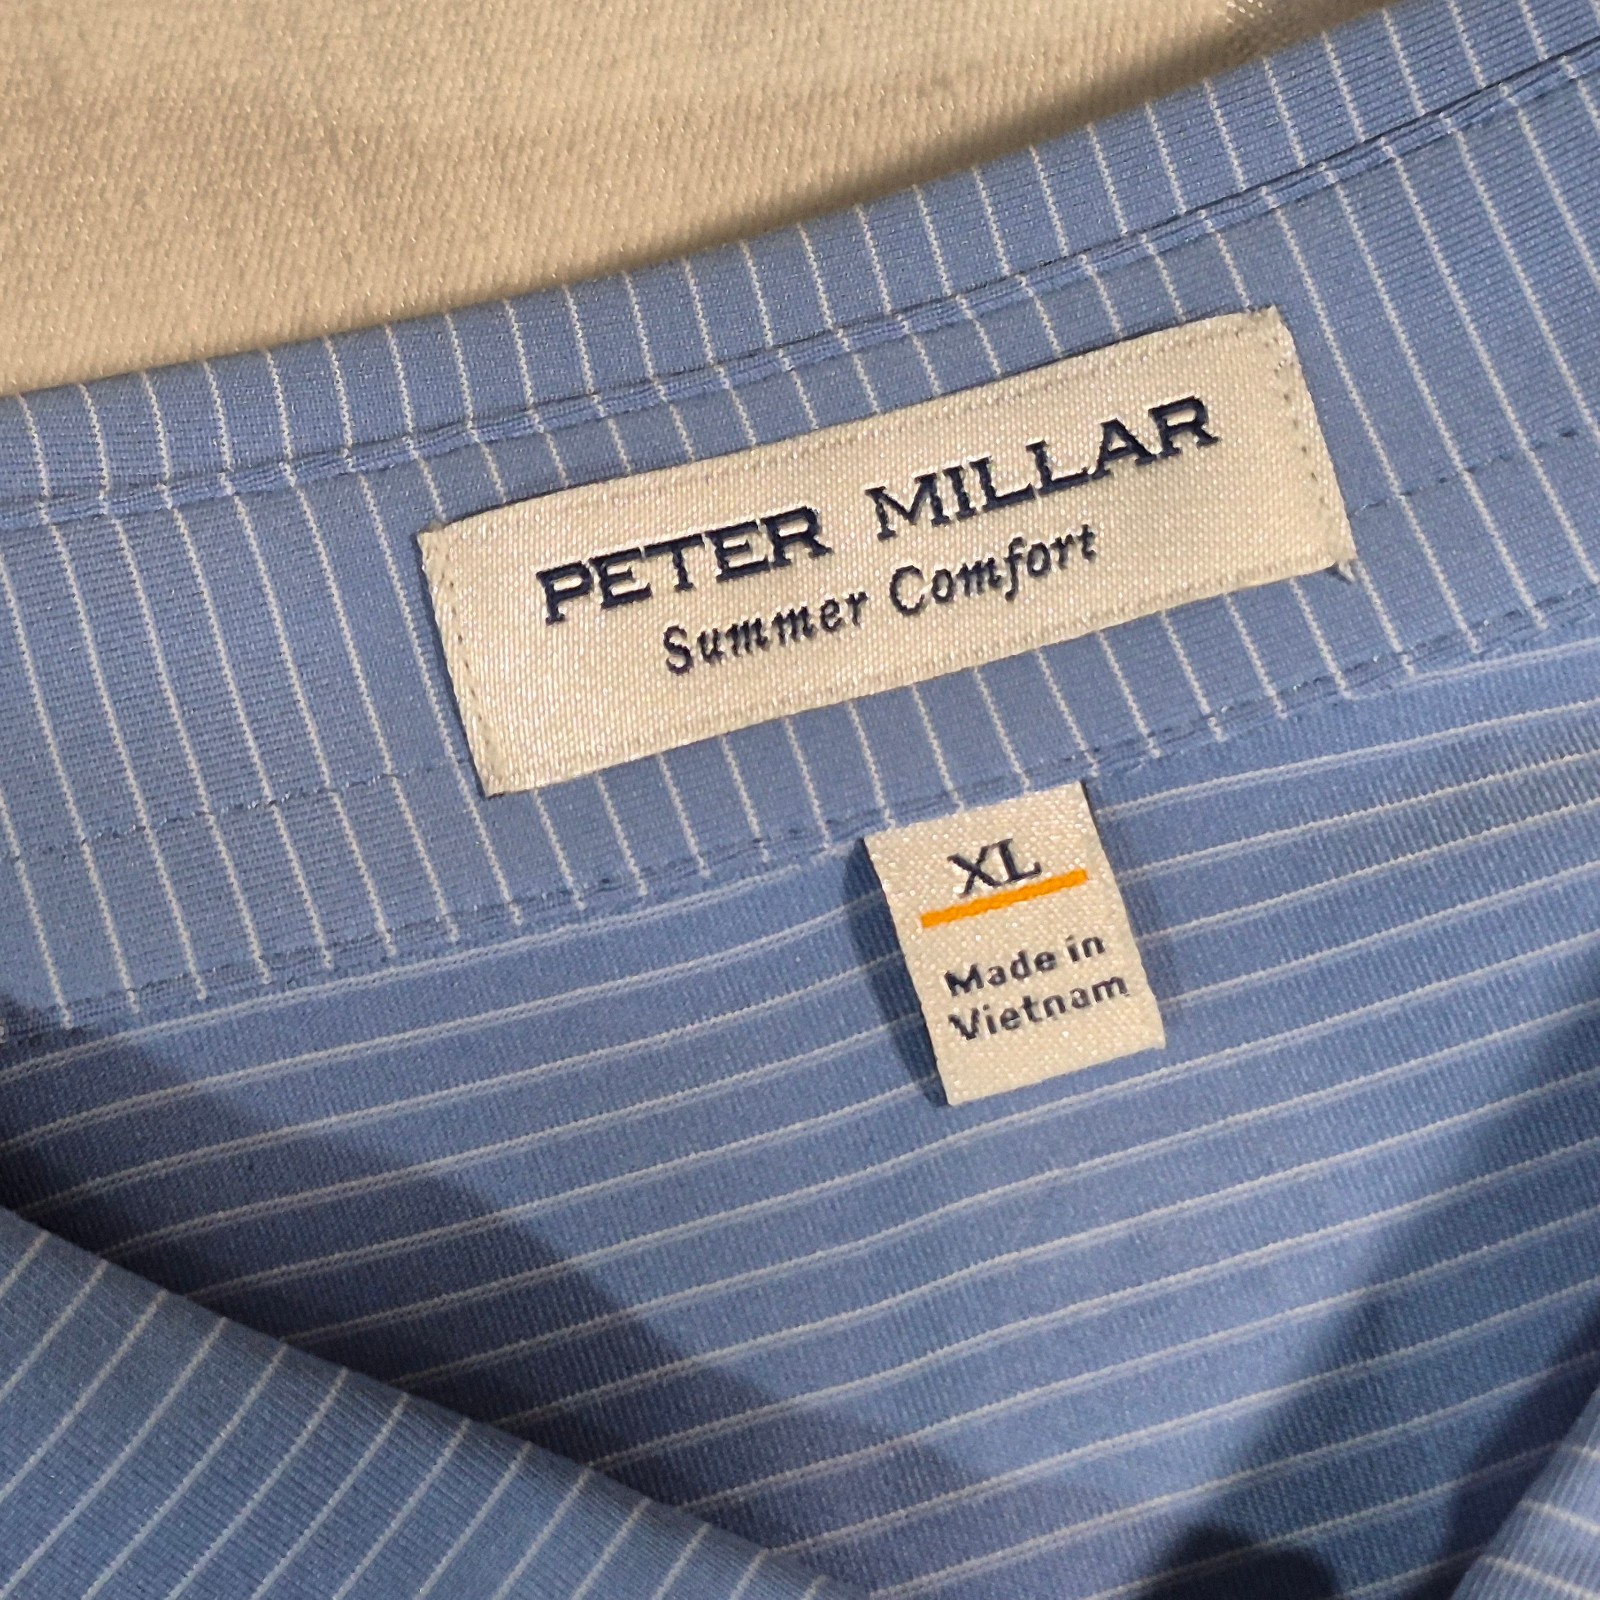 PETER MILLAR
Summer Comfort
XL
Made in
Vietnam